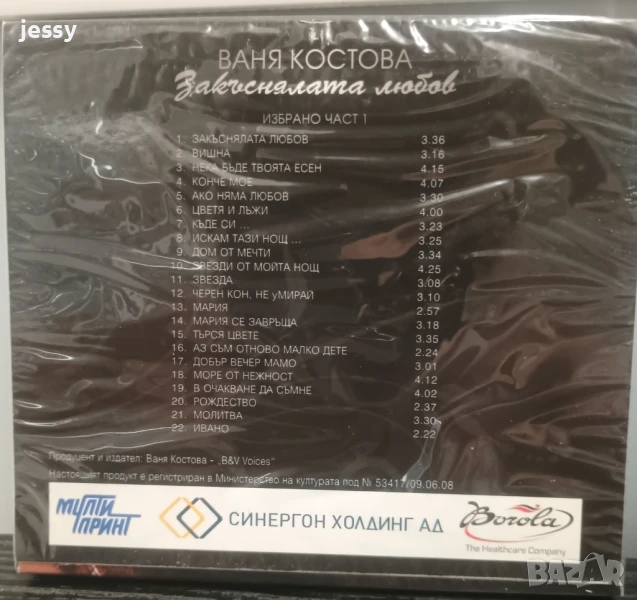 jessy
ВАНЯ КОСТОВА
Закъснялата любов
ИЗБРАНО ЧАСТ 1
1. ЗАКЪСНЯЛАТА ЛЮБОВ 3.36
2. ВИШНА 3.16
3. НЕКА БЪДЕ ТВОЯТА ЕСЕН 4.15
4. КОНЧЕ МОЕ 4.07
5. АКО НЯМА ЛЮБОВ 3.30
6. ЦВЕТЯ И ЛЪЖИ 4.00
7. КЪДЕ СИ ... 3.23
8. ИСКАМ ТАЗИ НОЩ ... 3.25
9. ДОМ ОТ МЕЧТИ 3.34
10. ЗВЕЗДИ ОТ МОЙТА НОЩ 4.25
11. ЗВЕЗДА 3.08
12. ЧЕРЕН КОН, НЕ уМИРАЙ 3.10
13. МАРИЯ 2.57
14. МАРИЯ СЕ ЗАВРЪЩА 3.18
15. ТЪРСЯ ЦВЕТЕ 3.35
16. АЗ СЪМ ОТНОВО МАЛКО ДЕТЕ 2.24
17. ДОБЪР ВЕЧЕР МАМО 3.01
18. МОРЕ ОТ НЕЖНОСТ 4.12
19. В ОЧАКВАНЕ ДА СЪМНЕ 4.02
20. РОЖДЕСТВО 2.37
21. МОЛИТВА 3.30
22. ИВАНО 2.22
Продуцент и издател: Ваня Костова - „B&V Voices"
Настоящият продукт е регистриран в Министерство на културата под № 53417/09.06.08
МУЛТИ ПРИНТ
СИНЕРГОН ХОЛДИНГ АД
Borola
The Healthcare Company
BAZAR